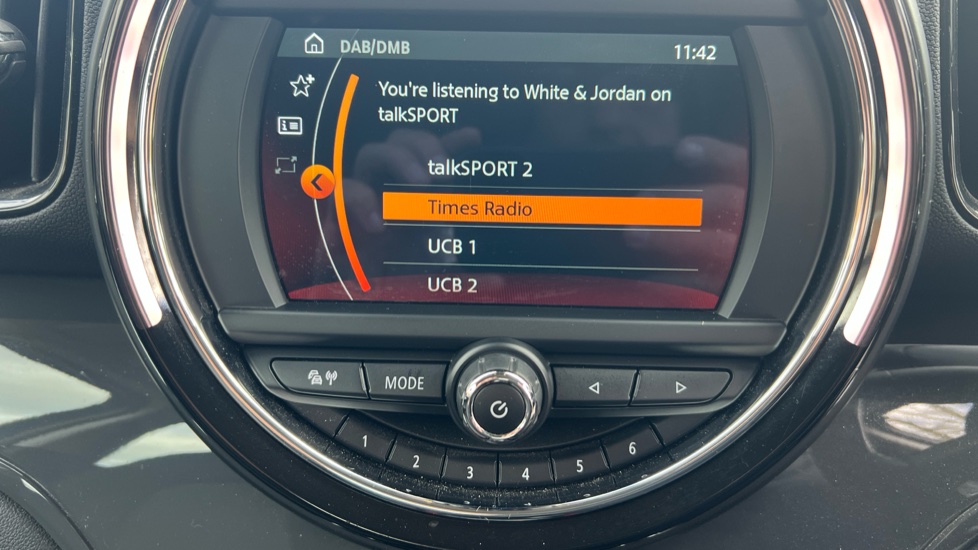 DAB/DMB 11:42
You're listening to White & Jordan on
talkSPORT
talkSPORT 2
Times Radio
UCB 1
UCB 2
MODE
1 2 3 4 5 6